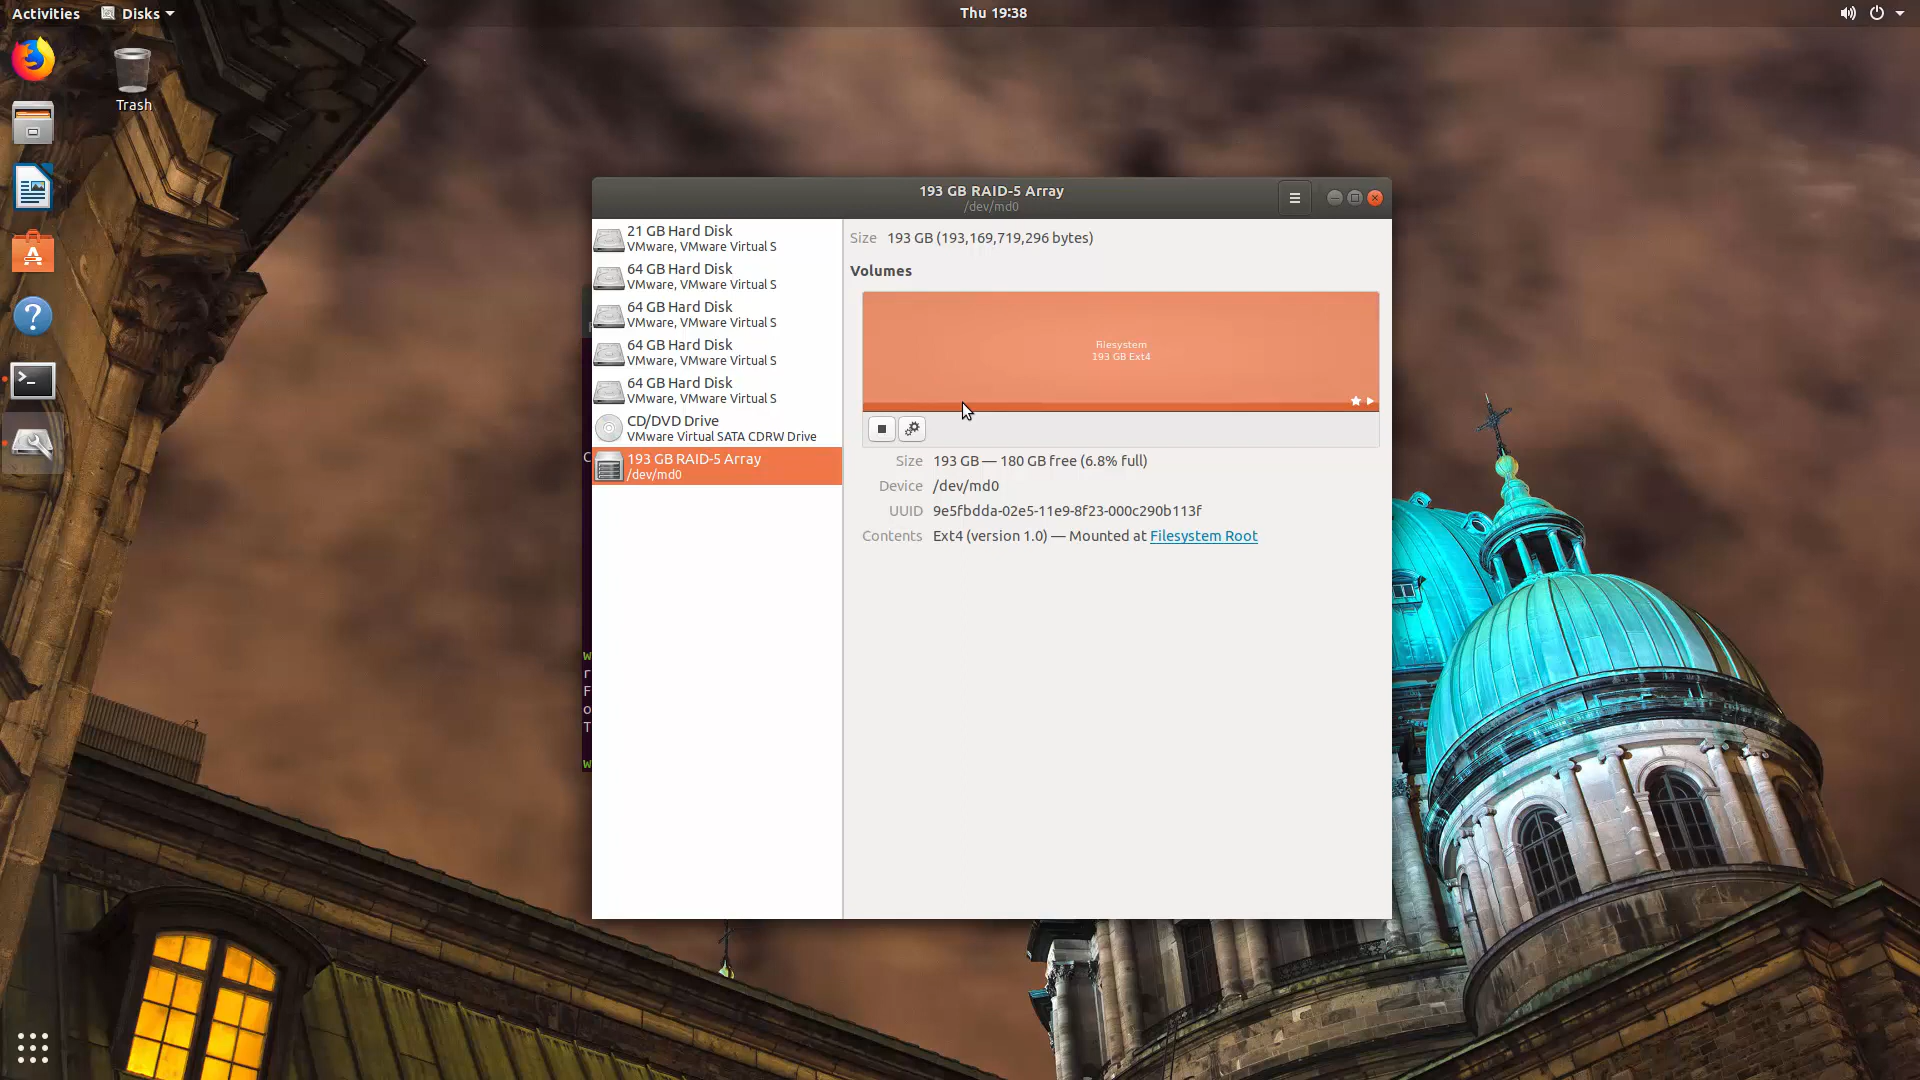 Activities
Disks
Thu 19:38
Trash
193 GB RAID-5 Array
/dev/md0
21 GB Hard Disk
VMware, VMware Virtual S
64 GB Hard Disk
VMware, VMware Virtual S
64 GB Hard Disk
VMware, VMware Virtual S
64 GB Hard Disk
VMware, VMware Virtual S
64 GB Hard Disk
VMware, VMware Virtual S
CD/DVD Drive
VMware Virtual SATA CDRW Drive
193 GB RAID-5 Array
/dev/md0
Size 193 GB (193,169,719,296 bytes)
Volumes
Filesystem
193 GB Ext4
Size 193 GB — 180 GB free (6.8% full)
Device /dev/md0
UUID 9e5fbdda-02e5-11e9-8f23-000c290b113f
Contents Ext4 (version 1.0) — Mounted at Filesystem Root